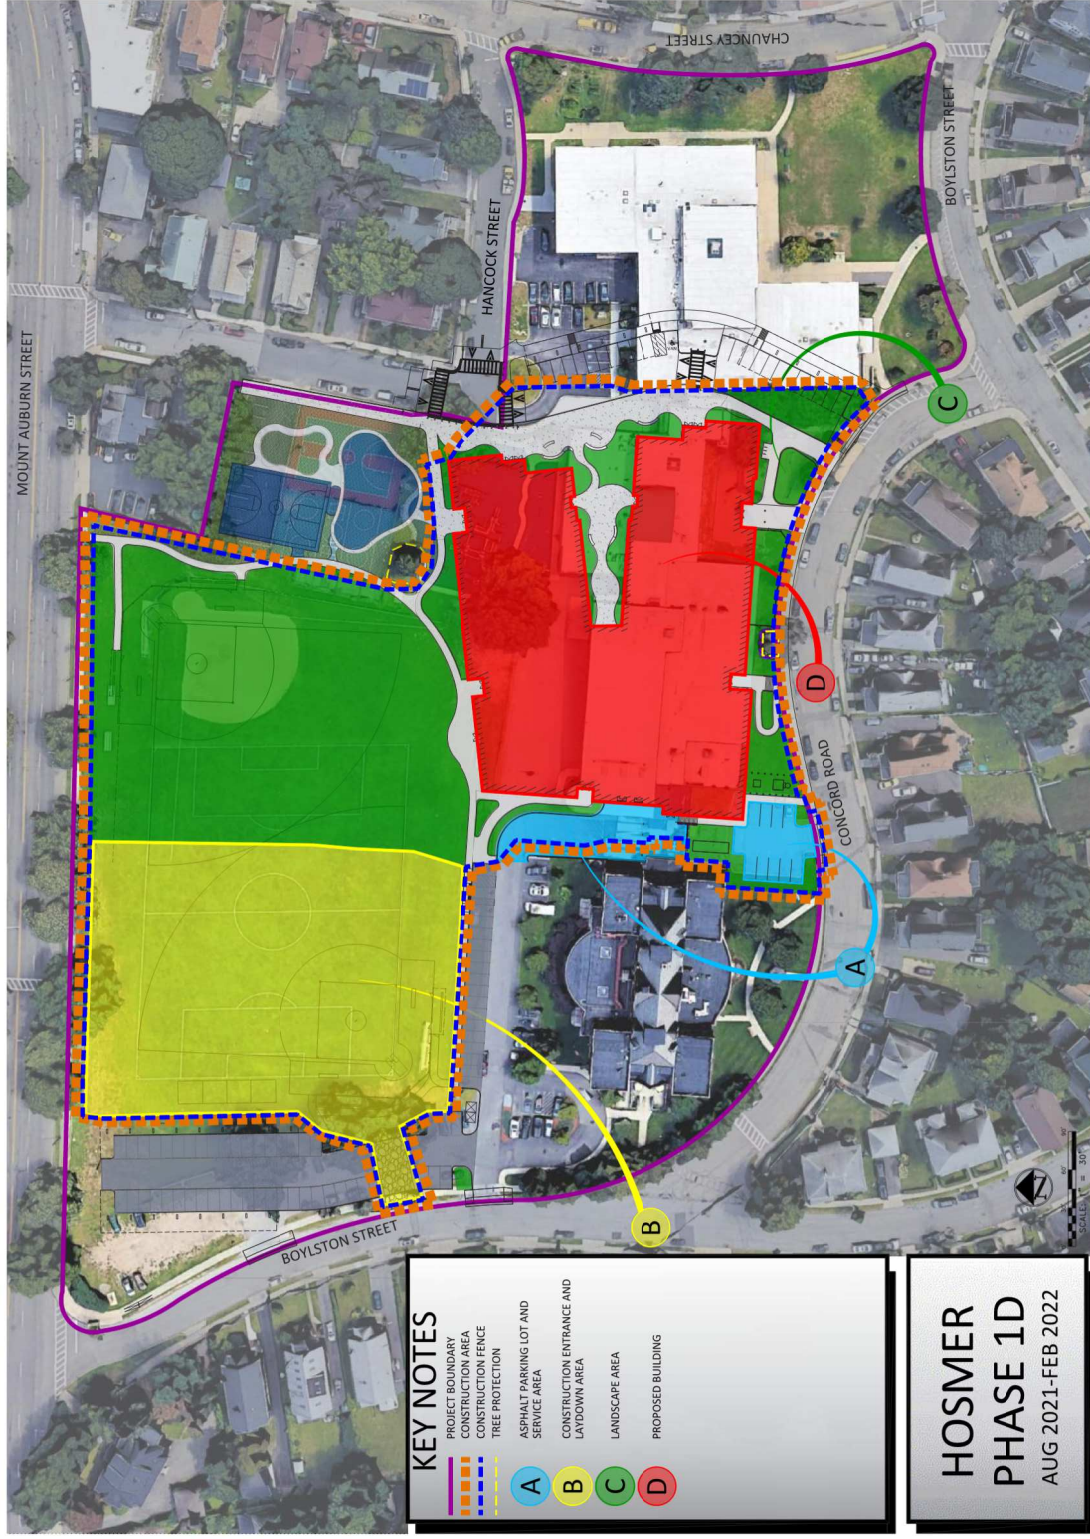 MOUNT AUBURN STREET
CHAUNCEY STREET
HANCOCK STREET
BOYLSTON STREET
BOYLSTON STREET
CONCORD ROAD
A
B
C
D
KEY NOTES
PROJECT BOUNDARY
CONSTRUCTION AREA
CONSTRUCTION FENCE
TREE PROTECTION
A ASPHALT PARKING LOT AND
SERVICE AREA
B CONSTRUCTION ENTRANCE AND
LAYDOWN AREA
C LANDSCAPE AREA
D PROPOSED BUILDING
HOSMER
PHASE 1D
AUG 2021-FEB 2022
N